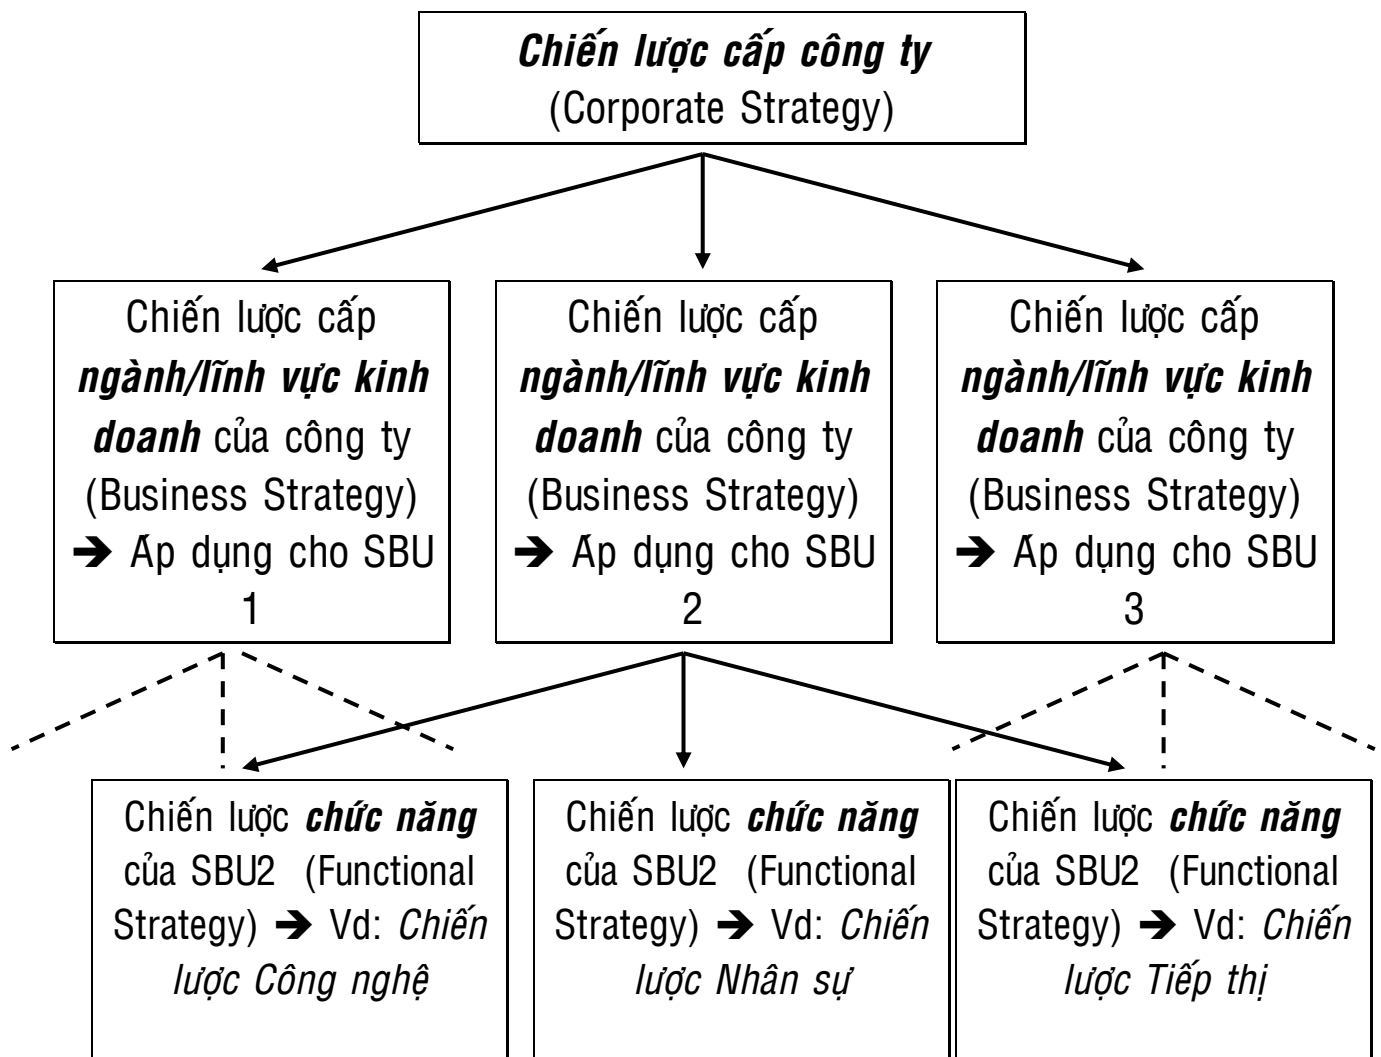 Chiến lược cấp công ty
(Corporate Strategy)
Chiến lược cấp
ngành/lĩnh vực kinh
doanh của công ty
(Business Strategy)
➔ Áp dụng cho SBU
1
Chiến lược cấp
ngành/lĩnh vực kinh
doanh của công ty
(Business Strategy)
➔ Áp dụng cho SBU
2
Chiến lược cấp
ngành/lĩnh vực kinh
doanh của công ty
(Business Strategy)
➔ Áp dụng cho SBU
3
Chiến lược chức năng
của SBU2 (Functional
Strategy) ➔ Vd: Chiến
lược Công nghệ
Chiến lược chức năng
của SBU2 (Functional
Strategy) ➔ Vd: Chiến
lược Nhân sự
Chiến lược chức năng
của SBU2 (Functional
Strategy) ➔ Vd: Chiến
lược Tiếp thị